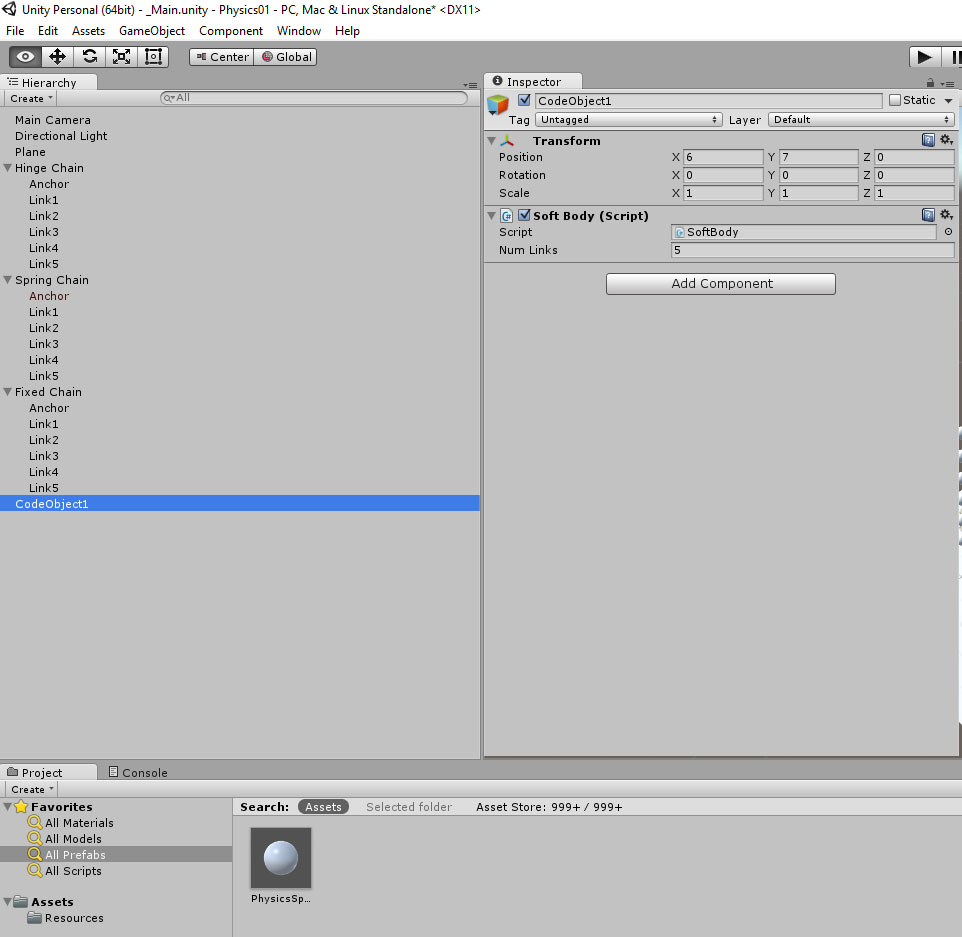 Unity Personal (64bit) - _Main.unity - Physics01 - PC, Mac & Linux Standalone* <DX11>
File Edit Assets GameObject Component Window Help
Center Global
Hierarchy
Create All
Main Camera
Directional Light
Plane
Hinge Chain
Anchor
Link1
Link2
Link3
Link4
Link5
Spring Chain
Anchor
Link1
Link2
Link3
Link4
Link5
Fixed Chain
Anchor
Link1
Link2
Link3
Link4
Link5
CodeObject1
Inspector
CodeObject1 Static
Tag Untagged Layer Default
Transform
Position X 6 Y 7 Z 0
Rotation X 0 Y 0 Z 0
Scale X 1 Y 1 Z 1
Soft Body (Script)
Script SoftBody
Num Links 5
Add Component
Project Console
Create
Favorites
All Materials
All Models
All Prefabs
All Scripts
Assets
Resources
Search: Assets Selected folder Asset Store: 999+ / 999+
PhysicsSp...